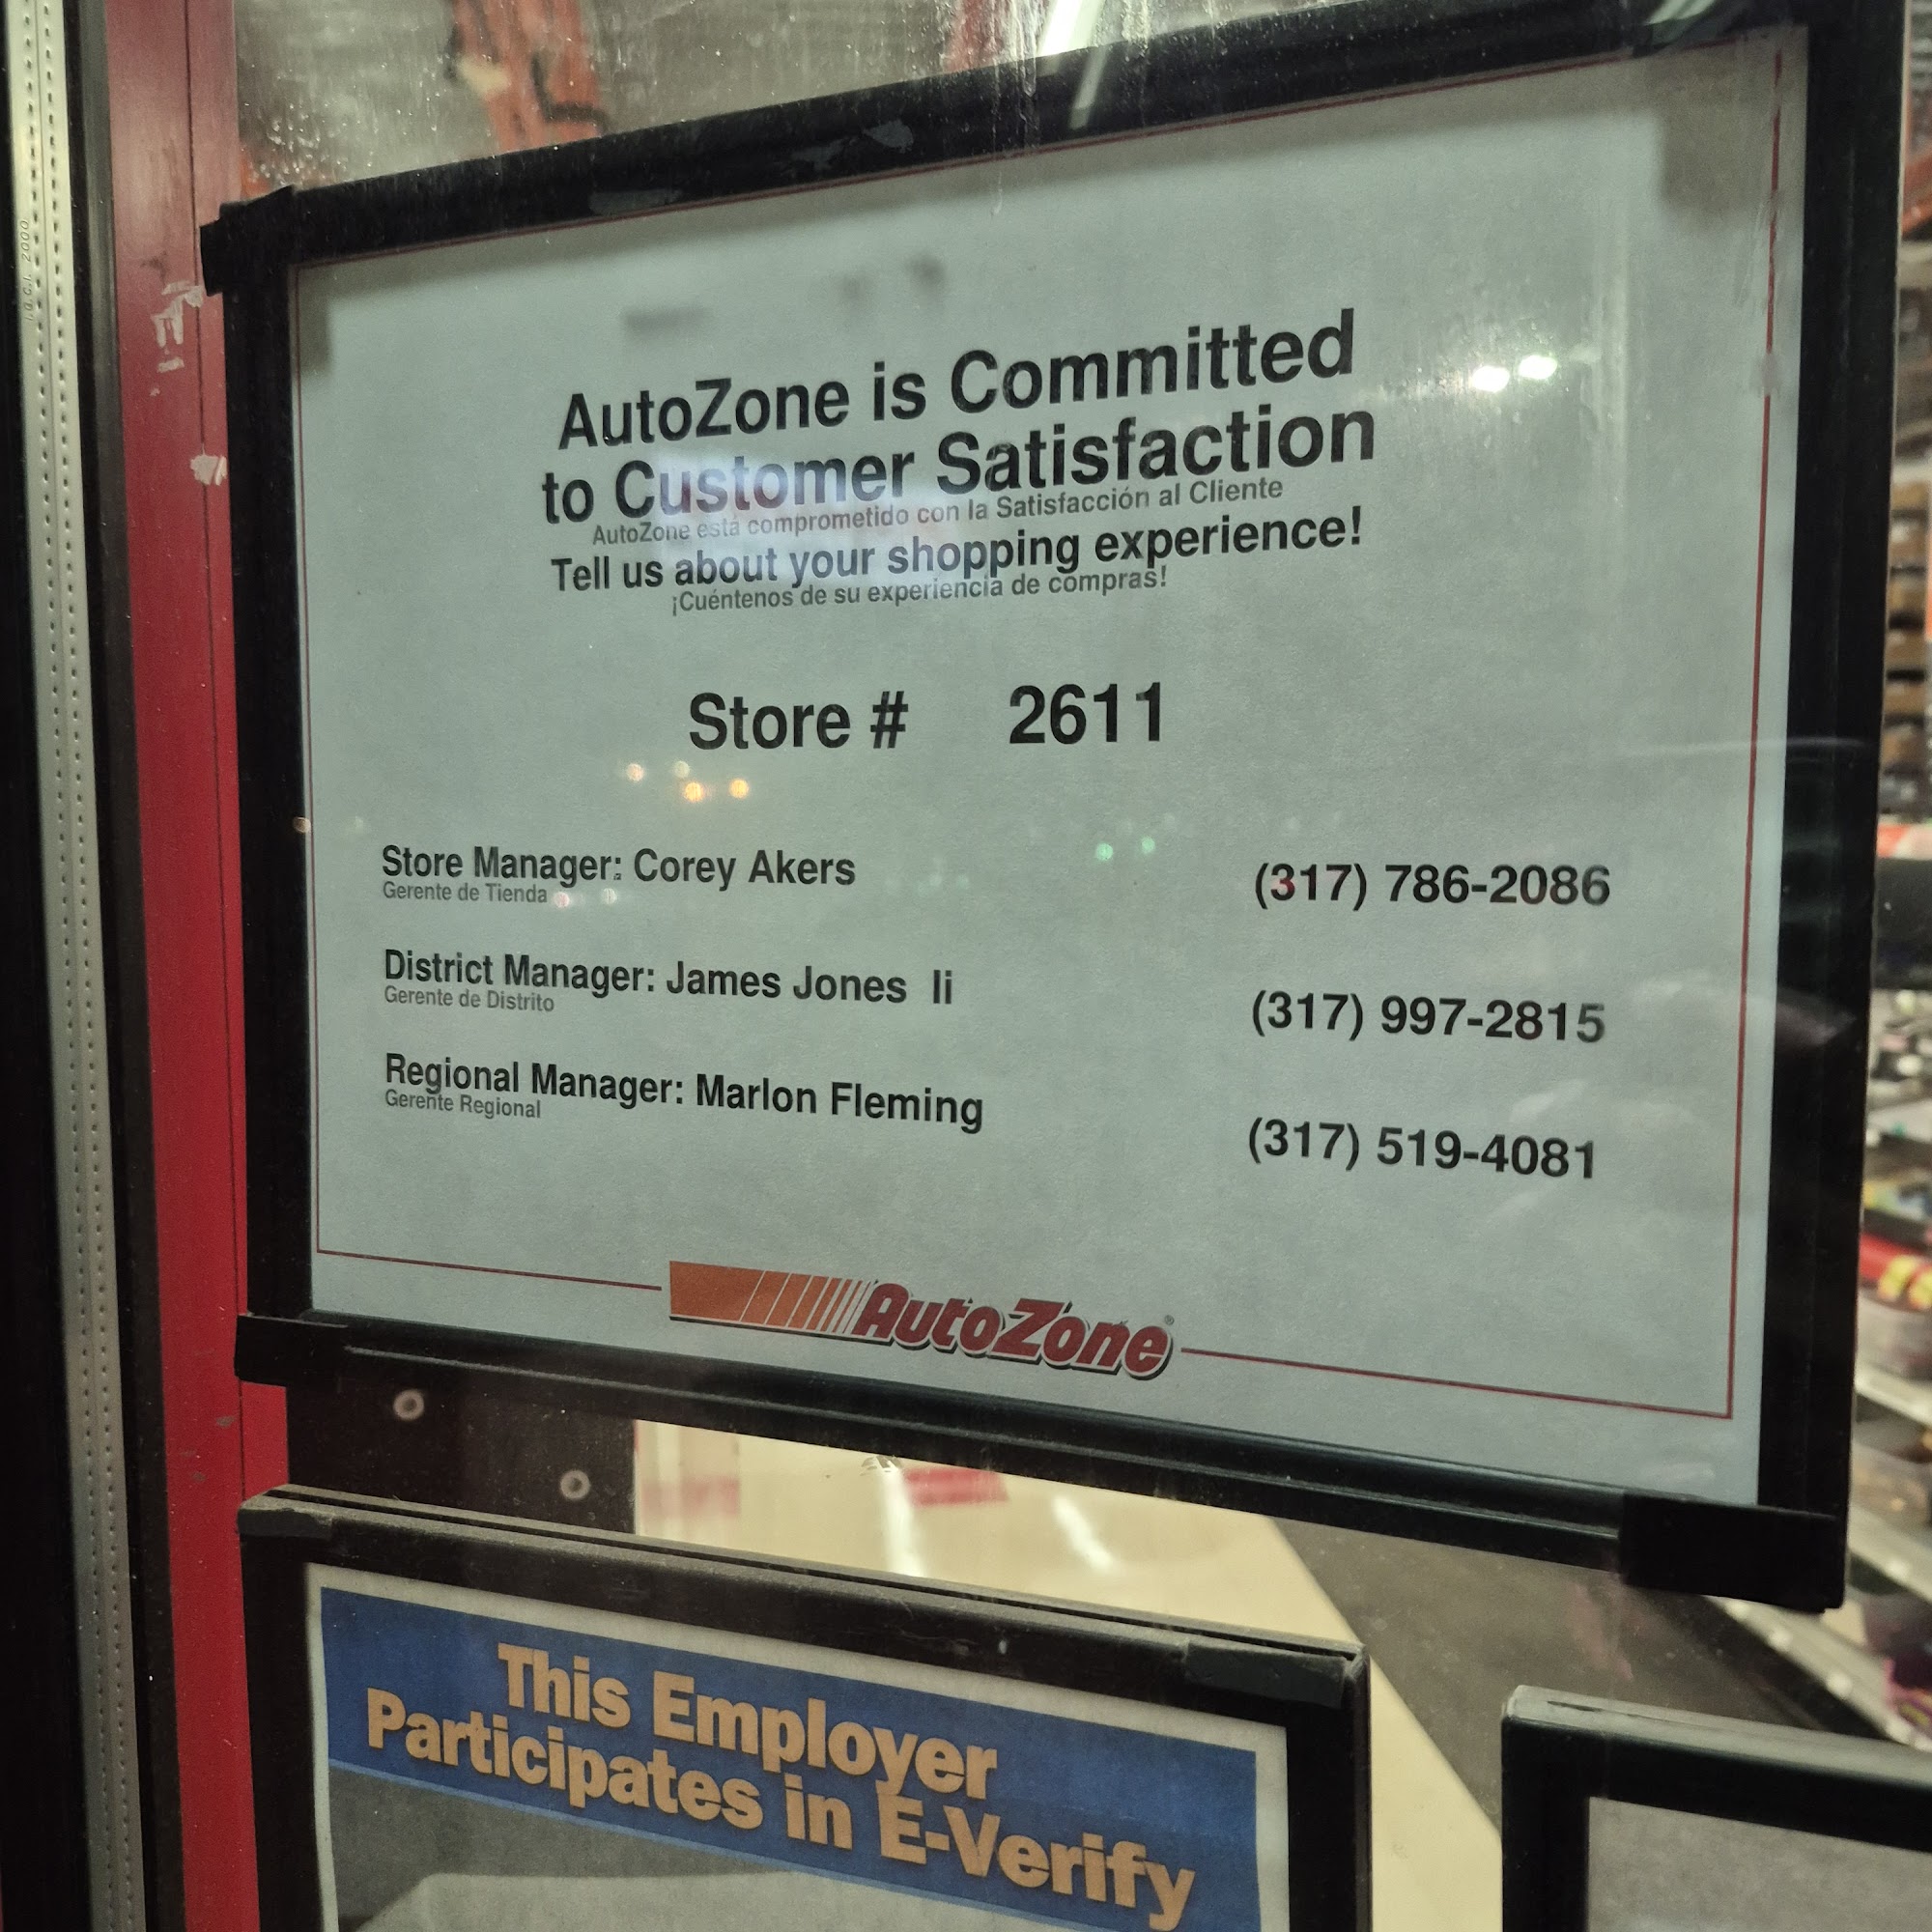 AutoZone is Committed
to Customer Satisfaction
AutoZone está comprometido con la Satisfacción al Cliente
Tell us about your shopping experience!
¡Cuéntenos de su experiencia de compras!
Store # 2611
Store Manager: Corey Akers (317) 786-2086
Gerente de Tienda
District Manager: James Jones Ii (317) 997-2815
Gerente de Distrito
Regional Manager: Marlon Fleming (317) 519-4081
Gerente Regional
AutoZone
This Employer
Participates in E-Verify
I.G.C.I. 2000